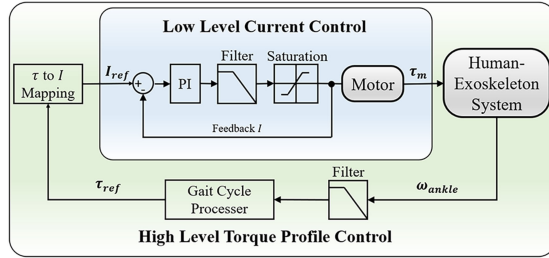 Low Level Current Control
Filter
Saturation
Human-
Exoskeleton
System
τ to I
Mapping
I_ref
+
-
PI
Motor
τ_m
Feedback I
τ_ref
Gait Cycle
Processer
Filter
ω_ankle
High Level Torque Profile Control